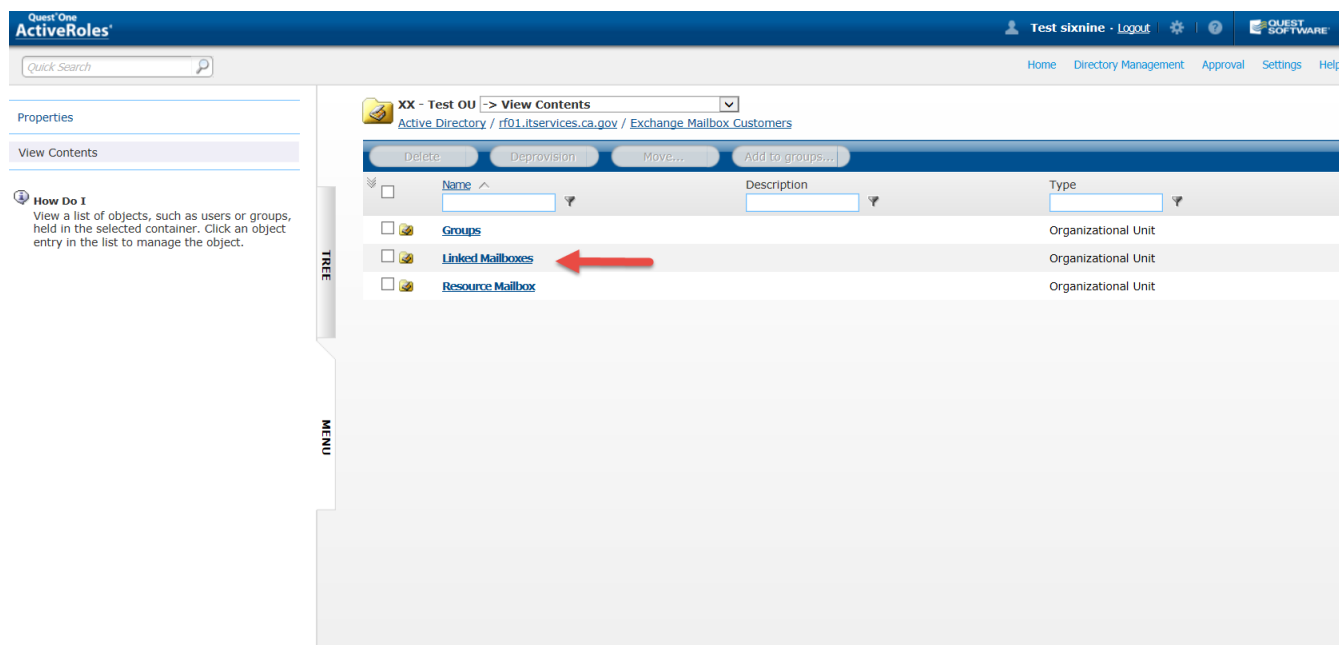 Quest One
ActiveRoles
Test sixnine · Logout
QUEST SOFTWARE
Quick Search
Home Directory Management Approval Settings Help
Properties
View Contents
How Do I
View a list of objects, such as users or groups,
held in the selected container. Click an object
entry in the list to manage the object.
TREE
MENU
XX - Test OU -> View Contents
Active Directory / rf01.itservices.ca.gov / Exchange Mailbox Customers
Delete Deprovision Move... Add to groups...
Name Description Type
Groups Organizational Unit
Linked Mailboxes Organizational Unit
Resource Mailbox Organizational Unit